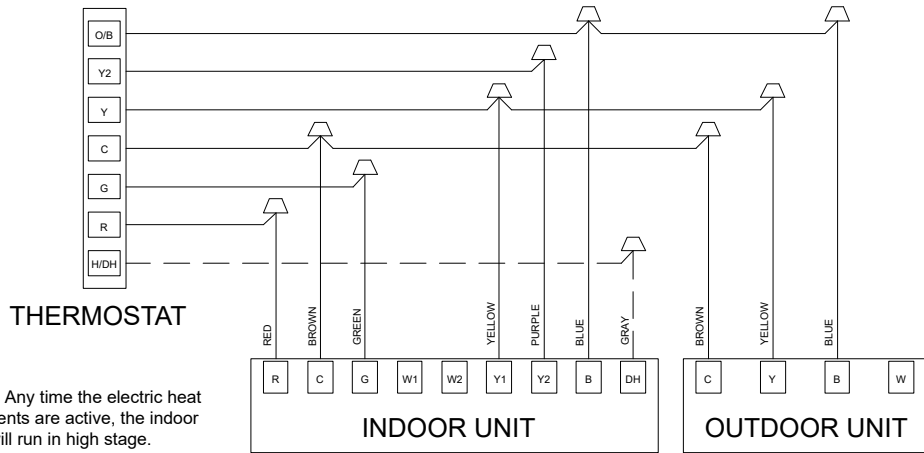 O/B
Y2
Y
C
G
R
H/DH
THERMOSTAT
RED
BROWN
GREEN
YELLOW
PURPLE
BLUE
GRAY
BROWN
YELLOW
BLUE
R
C
G
W1
W2
Y1
Y2
B
DH
C
Y
B
W
INDOOR UNIT
OUTDOOR UNIT
Any time the electric heat
ents are active, the indoor
ill run in high stage.